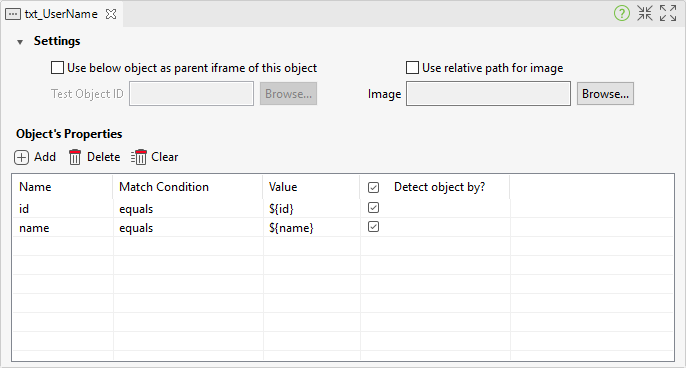 txt_UserName
Settings
Use below object as parent iframe of this object Use relative path for image
Test Object ID Browse... Image Browse...
Object's Properties
Add Delete Clear
Name Match Condition Value Detect object by?
id equals ${id}
name equals ${name}